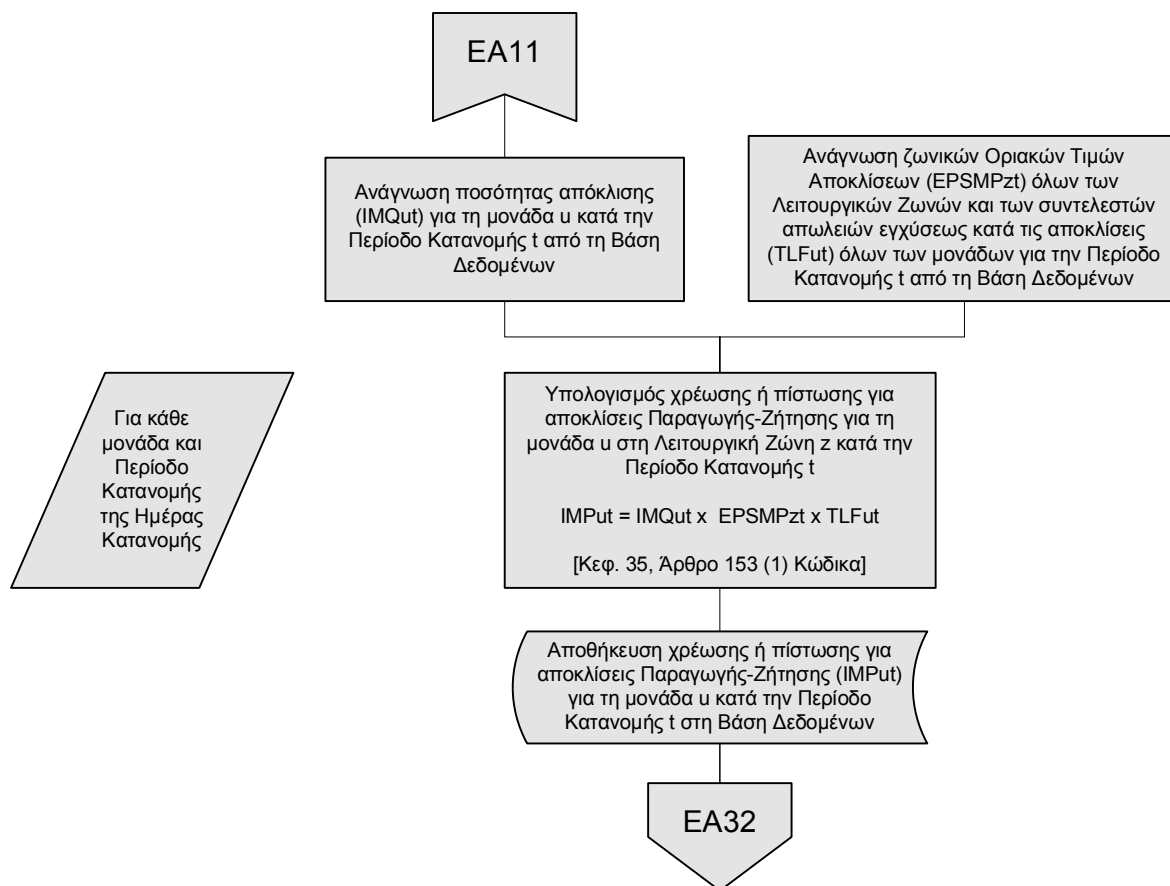 EA11
Ανάγνωση ποσότητας απόκλισης
(IMQut) για τη μονάδα u κατά την
Περίοδο Κατανομής t από τη Βάση
Δεδομένων
Ανάγνωση ζωνικών Οριακών Τιμών
Αποκλίσεων (EPSMPzt) όλων των
Λειτουργικών Ζωνών και των συντελεστών
απωλειών εγχύσεως κατά τις αποκλίσεις
(TLFut) όλων των μονάδων για την Περίοδο
Κατανομής t από τη Βάση Δεδομένων
Για κάθε
μονάδα και
Περίοδο
Κατανομής
της Ημέρας
Κατανομής
Υπολογισμός χρέωσης ή πίστωσης για
αποκλίσεις Παραγωγής-Ζήτησης για τη
μονάδα u στη Λειτουργική Ζώνη z κατά την
Περίοδο Κατανομής t
IMPut = IMQut x EPSMPzt x TLFut
[Κεφ. 35, Άρθρο 153 (1) Κώδικα]
Αποθήκευση χρέωσης ή πίστωσης για
αποκλίσεις Παραγωγής-Ζήτησης (IMPut)
για τη μονάδα u κατά την Περίοδο
Κατανομής t στη Βάση Δεδομένων
EA32